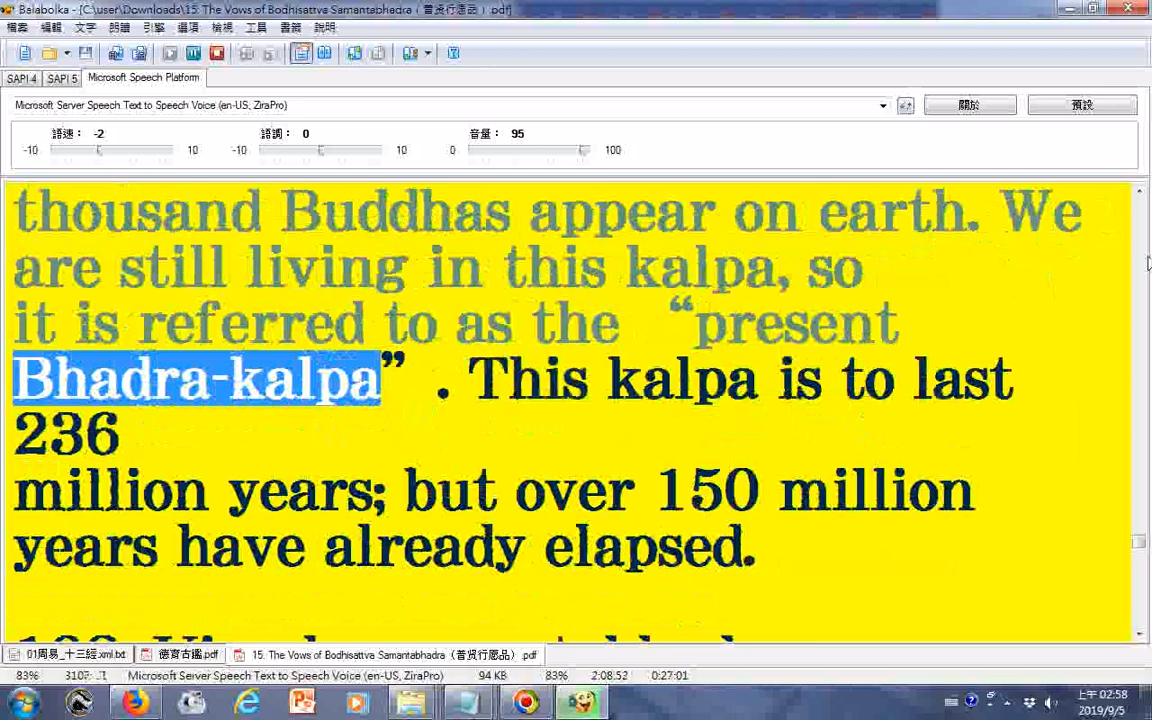 Balabolka - [C:\user\Downloads\15. The Vows of Bodhisattva Samantabhadra (普賢行愿品).pdf]
檔案 編輯 文字 朗讀 引擎 選項 檢視 工具 書籤 說明
SAPI 4 SAPI 5 Microsoft Speech Platform
Microsoft Server Speech Text to Speech Voice (en-US, ZiraPro) 關於 預設
語速: -2 語調: 0 音量: 95
-10 10 -10 10 0 100
thousand Buddhas appear on earth. We
are still living in this kalpa, so
it is referred to as the “present
Bhadra-kalpa”. This kalpa is to last
236
million years; but over 150 million
years have already elapsed.
01周易_十三經.xml.txt 德育古鑑.pdf 15. The Vows of Bodhisattva Samantabhadra (普賢行愿品).pdf
83% Microsoft Server Speech Text to Speech Voice (en-US, ZiraPro) 94 KB 83% 2:08:52 0:27:01
上午 02:58
2019/9/5